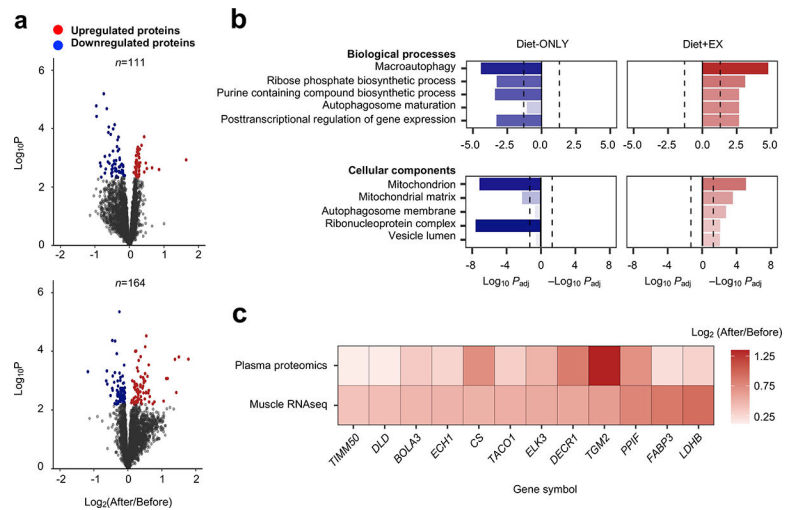 a
Upregulated proteins
Downregulated proteins
n=111
6
4
2
0
Log10P
-2 -1 0 1 2
n=164
6
4
2
0
Log10P
-2 -1 0 1 2
Log2(After/Before)
b
Diet-ONLY Diet+EX
Biological processes
Macroautophagy
Ribose phosphate biosynthetic process
Purine containing compound biosynthetic process
Autophagosome maturation
Posttranscriptional regulation of gene expression
-5.0 -2.5 0.0 2.5 5.0 -5.0 -2.5 0.0 2.5 5.0
Cellular components
Mitochondrion
Mitochondrial matrix
Autophagosome membrane
Ribonucleoprotein complex
Vesicle lumen
-8 -4 0 4 8 -8 -4 0 4 8
Log10 Padj –Log10 Padj Log10 Padj –Log10 Padj
c
Log2 (After/Before)
1.25
0.75
0.25
Plasma proteomics
Muscle RNAseq
TIMM50 DLD BOLA3 ECH1 CS TACO1 ELK3 DECR1 TGM2 PPIF FABP3 LDHB
Gene symbol